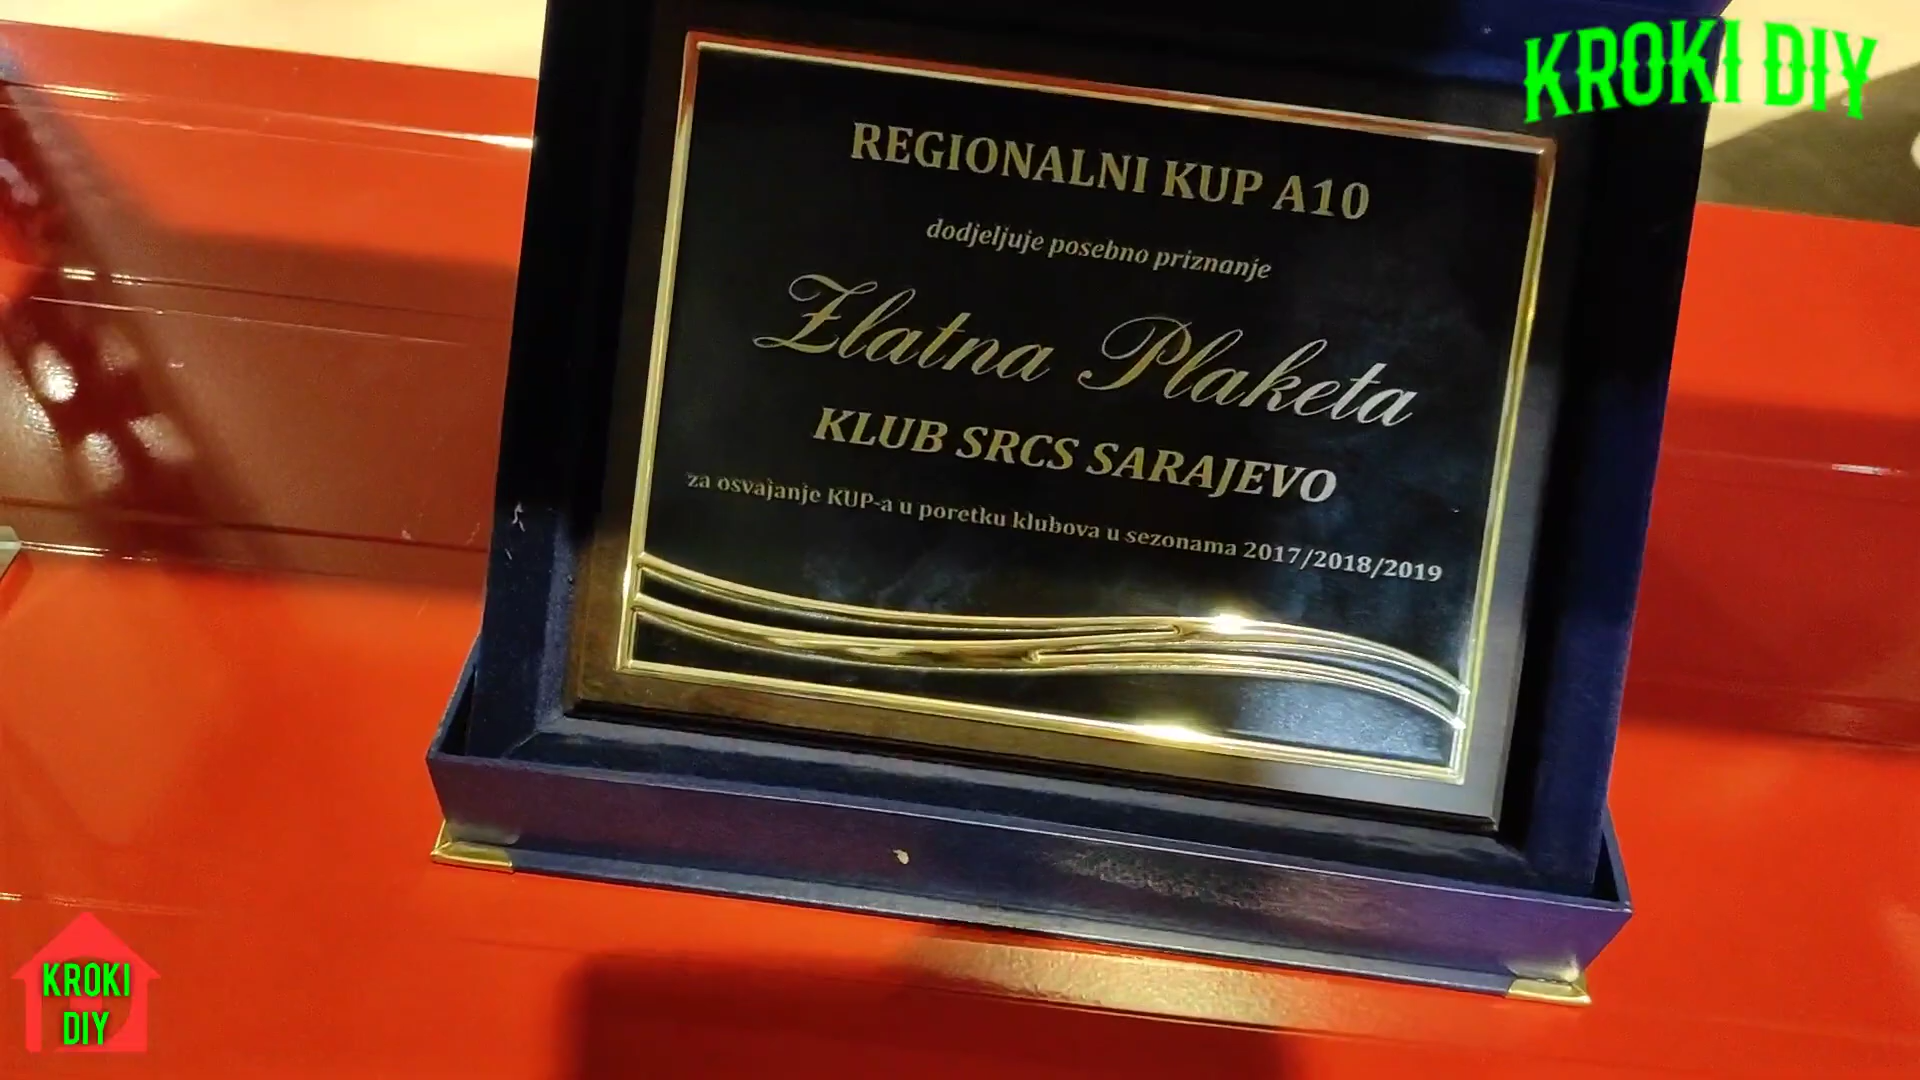 KROKI DIY
REGIONALNI KUP A10
dodjeljuje posebno priznanje
Zlatna Plaketa
KLUB SRCS SARAJEVO
za osvajanje KUP-a u poretku klubova u sezonama 2017/2018/2019
KROKI
DIY